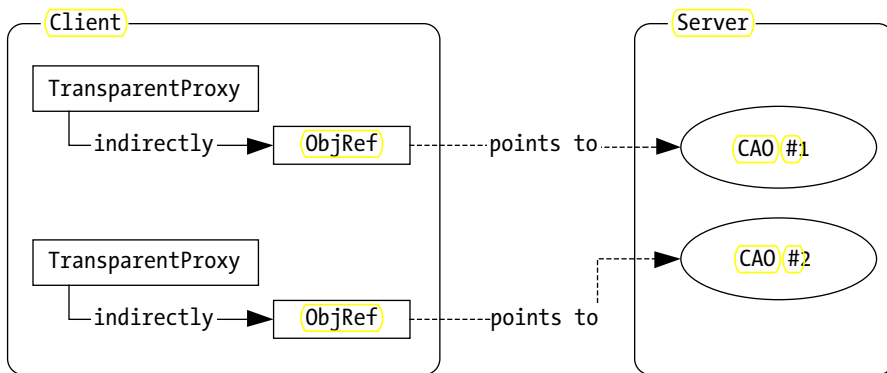 Client
Server
TransparentProxy
indirectly
ObjRef
points to
CAO #1
TransparentProxy
CAO #2
indirectly
ObjRef
points to